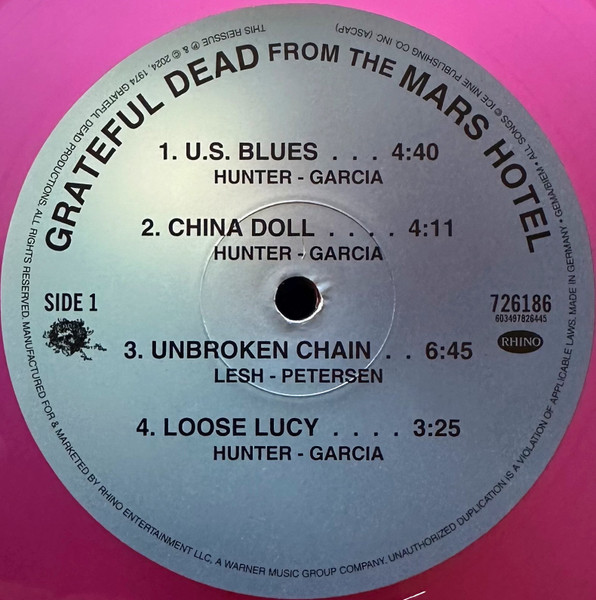 GRATEFUL DEAD FROM THE MARS HOTEL
1. U.S. BLUES . . . 4:40
HUNTER - GARCIA
2. CHINA DOLL . . . . 4:11
HUNTER - GARCIA
SIDE 1
726186
603497826445
RHINO
3. UNBROKEN CHAIN . . 6:45
LESH - PETERSEN
4. LOOSE LUCY . . . . 3:25
HUNTER - GARCIA
THIS REISSUE ℗ & © 2024, 1974 GRATEFUL DEAD PRODUCTIONS. ALL RIGHTS RESERVED. MANUFACTURED FOR & MARKETED BY RHINO ENTERTAINMENT LLC, A WARNER MUSIC GROUP COMPANY. UNAUTHORIZED DUPLICATION IS A VIOLATION OF APPLICABLE LAWS. MADE IN GERMANY • GEMA/BIEM • ALL SONGS © ICE NINE PUBLISHING CO. INC (ASCAP)